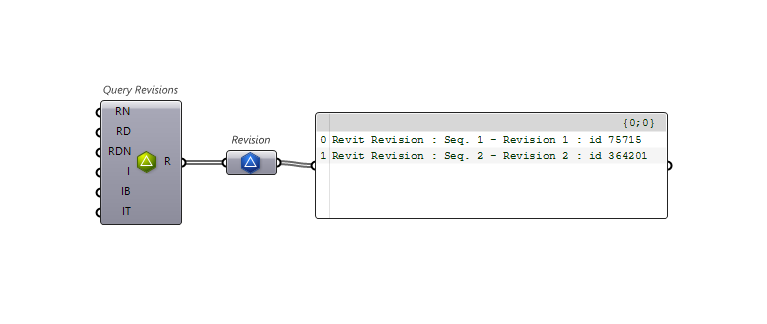 Query Revisions
RN
RD
RDN
I
IB
IT
R
Revision
{0;0}
0 Revit Revision : Seq. 1 - Revision 1 : id 75715
1 Revit Revision : Seq. 2 - Revision 2 : id 364201